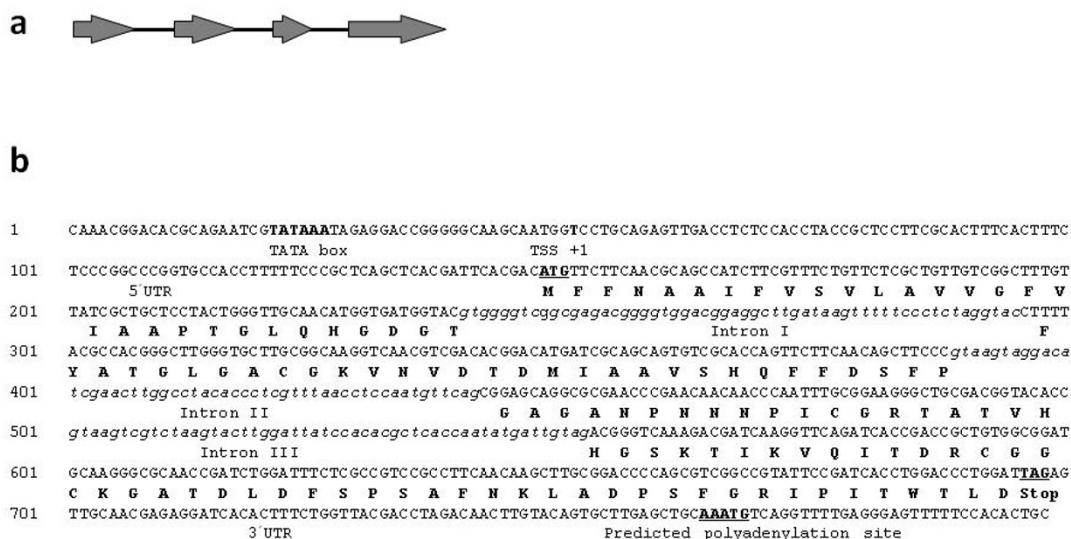 a
b
1 CAAACGGACACGCAGAATCGTATAAATAGAGGACCGGGGGCAAGCAATGGTCCTGCAGAGTTGACCTCTCCACCTACCGCTCCTTCGCACTTTCACTTTC
TATA box TSS +1
101 TCCCGGCCCGGTGCCACCTTTTTCCCGCTCAGCTCACGATTCACGACATGTTCTTCAACGCAGCCATCTTCGTTTCTGTTCTCGCTGTTGTCGGCTTTGT
5´UTR M F F N A A I F V S V L A V V G F V
201 TATCGCTGCTCCTACTGGGTTGCAACATGGTGATGGTACgtggggtcggcgagacggggtggacggaggcttgataagtttttccctctaggtaccTTTT
I A A P T G L Q H G D G T Intron I F
301 ACGCCACGGGCTTGGGTGCTTGCGGCAAGGTCAACGTCGACACGGACATGATCGCAGCAGTGTCGCACCAGTTCTTCAACAGCTTCCCgtaagtaggaca
Y A T G L G A C G K V N V D T D M I A A V S H Q F F D S F P
401 tcgaacttggcctacaccctcgtttaacctccaatgttcagCGGAGCAGGCGCGAACCCGAACAACAACCCAATTTGCGGAAGGGCTGCGACGGTACACC
Intron II G A G A N P N N N P I C G R T A T V H
501 gtaagtcgtctaagtacttggattatccacacgctcaccaatatgattgtagACGGGTCAAAGACGATCAAGGTTCAGATCACCGACCGCTGTGGCGGAT
Intron III H G S K T I K V Q I T D R C G G
601 GCAAGGGCGCAACCGATCTGGATTTCTCGCCGTCCGCCTTCAACAAGCTTGCGGACCCCAGCGTCGGCCGTATTCCGATCACCTGGACCCTGGATTAGAG
C K G A T D L D F S P S A F N K L A D P S F G R I P I T W T L D Stop
701 TTGCAACGAGAGGATCACACTTTCTGGTTACGACCTAGACAACTTGTACAGTGCTTGAGCTGCAAATGTCAGGTTTTGAGGGAGTTTTTCCACACTGC
3´UTR Predicted polyadenylation site